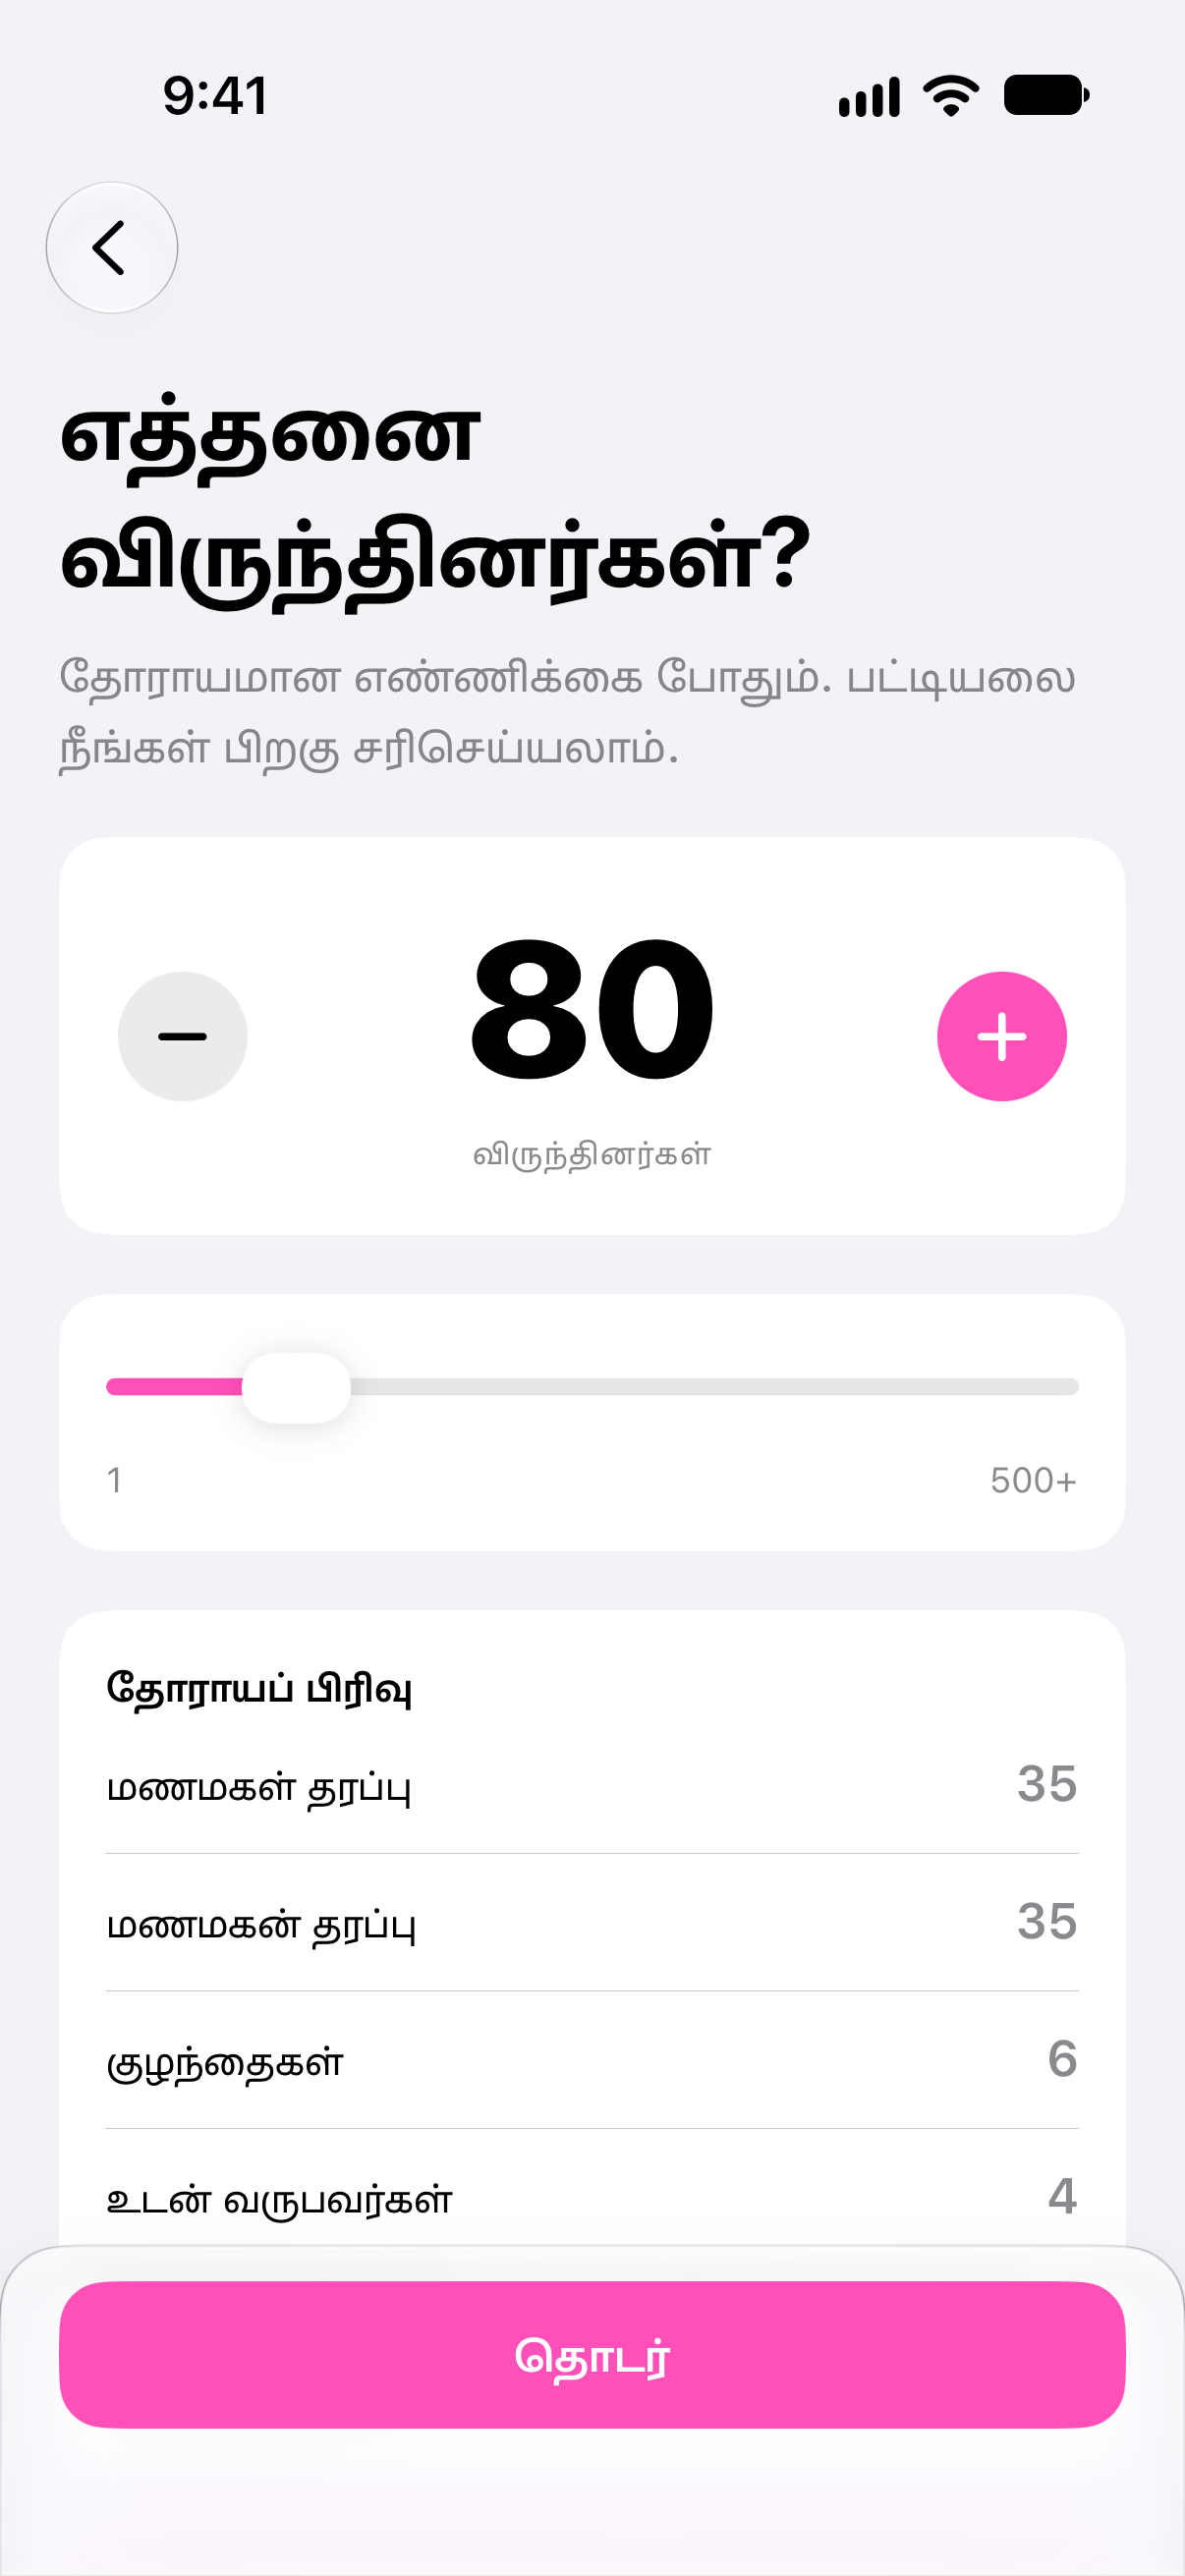 9:41
எத்தனை
விருந்தினர்கள்?
தோராயமான எண்ணிக்கை போதும். பட்டியலை
நீங்கள் பிறகு சரிசெய்யலாம்.
80
விருந்தினர்கள்
1
500+
தோராயப் பிரிவு
மணமகள் தரப்பு
35
மணமகன் தரப்பு
35
குழந்தைகள்
6
உடன் வருபவர்கள்
4
தொடர்